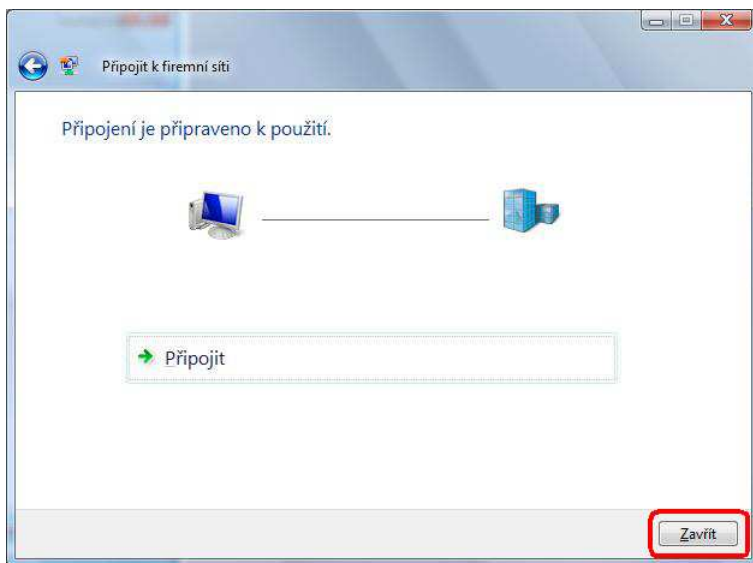 Připojit k firemní síti
Připojení je připraveno k použití.
Připojit
Zavřít